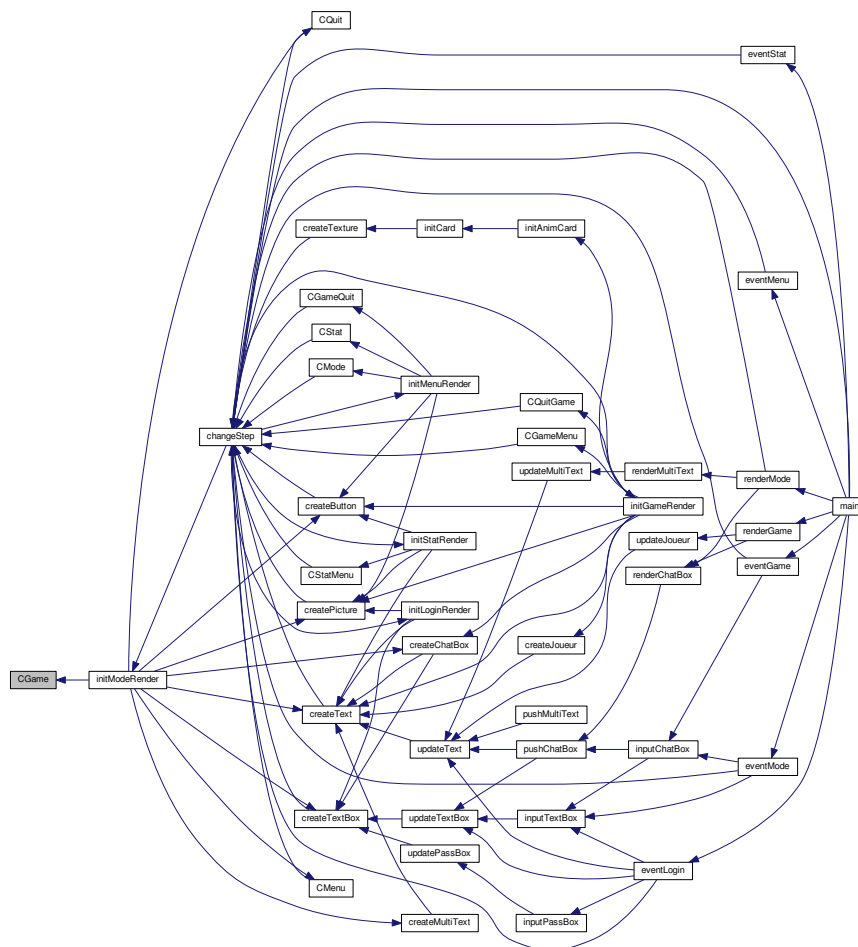 CQuit
eventStat
createTexture
initCard
initAnimCard
eventMenu
CGameQuit
CStat
CMode
initMenuRender
CQuitGame
changeStep
CGameMenu
updateMultiText
renderMultiText
renderMode
createButton
initGameRender
main
renderGame
initStatRender
updateJoueur
eventGame
CStatMenu
renderChatBox
createPicture
initLoginRender
createChatBox
createJoueur
CGame
initModeRender
createText
pushMultiText
updateText
pushChatBox
inputChatBox
eventMode
createTextBox
updateTextBox
inputTextBox
updatePassBox
eventLogin
CMenu
createMultiText
inputPassBox